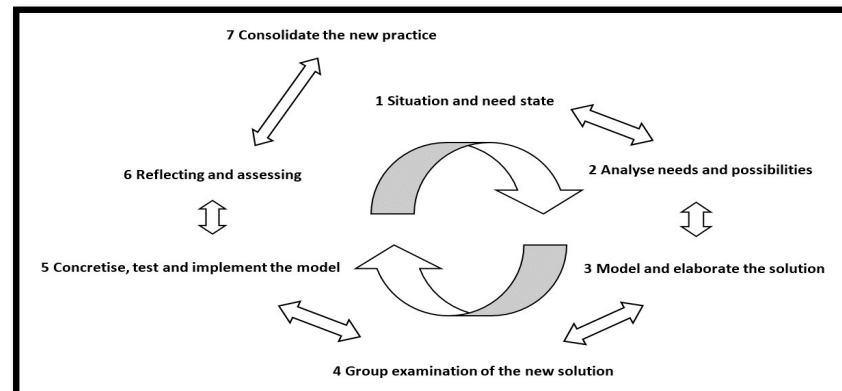 7 Consolidate the new practice
1 Situation and need state
6 Reflecting and assessing
2 Analyse needs and possibilities
5 Concretise, test and implement the model
3 Model and elaborate the solution
4 Group examination of the new solution